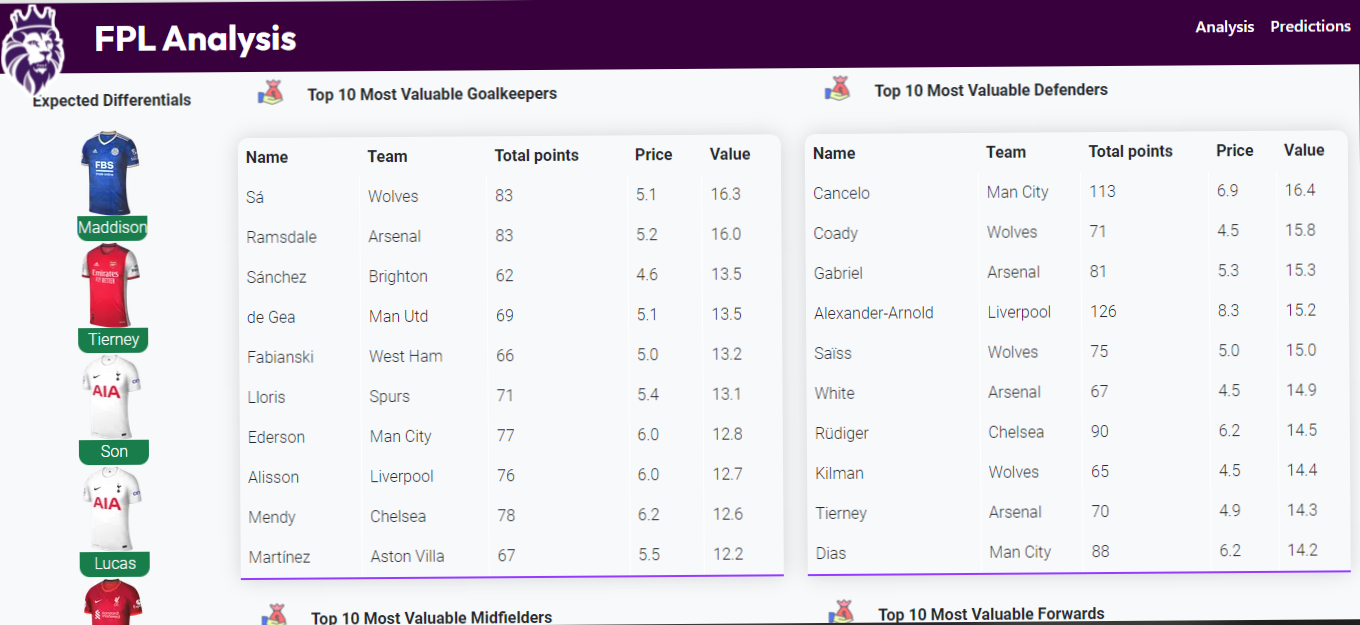 FPL Analysis
Analysis Predictions
Expected Differentials
FBS
Maddison
Emirates
Tierney
AIA
Son
AIA
Lucas
Top 10 Most Valuable Goalkeepers
Name Team Total points Price Value
Sá Wolves 83 5.1 16.3
Ramsdale Arsenal 83 5.2 16.0
Sánchez Brighton 62 4.6 13.5
de Gea Man Utd 69 5.1 13.5
Fabianski West Ham 66 5.0 13.2
Lloris Spurs 71 5.4 13.1
Ederson Man City 77 6.0 12.8
Alisson Liverpool 76 6.0 12.7
Mendy Chelsea 78 6.2 12.6
Martínez Aston Villa 67 5.5 12.2
Top 10 Most Valuable Defenders
Name Team Total points Price Value
Cancelo Man City 113 6.9 16.4
Coady Wolves 71 4.5 15.8
Gabriel Arsenal 81 5.3 15.3
Alexander-Arnold Liverpool 126 8.3 15.2
Saïss Wolves 75 5.0 15.0
White Arsenal 67 4.5 14.9
Rüdiger Chelsea 90 6.2 14.5
Kilman Wolves 65 4.5 14.4
Tierney Arsenal 70 4.9 14.3
Dias Man City 88 6.2 14.2
Top 10 Most Valuable Midfielders
Top 10 Most Valuable Forwards